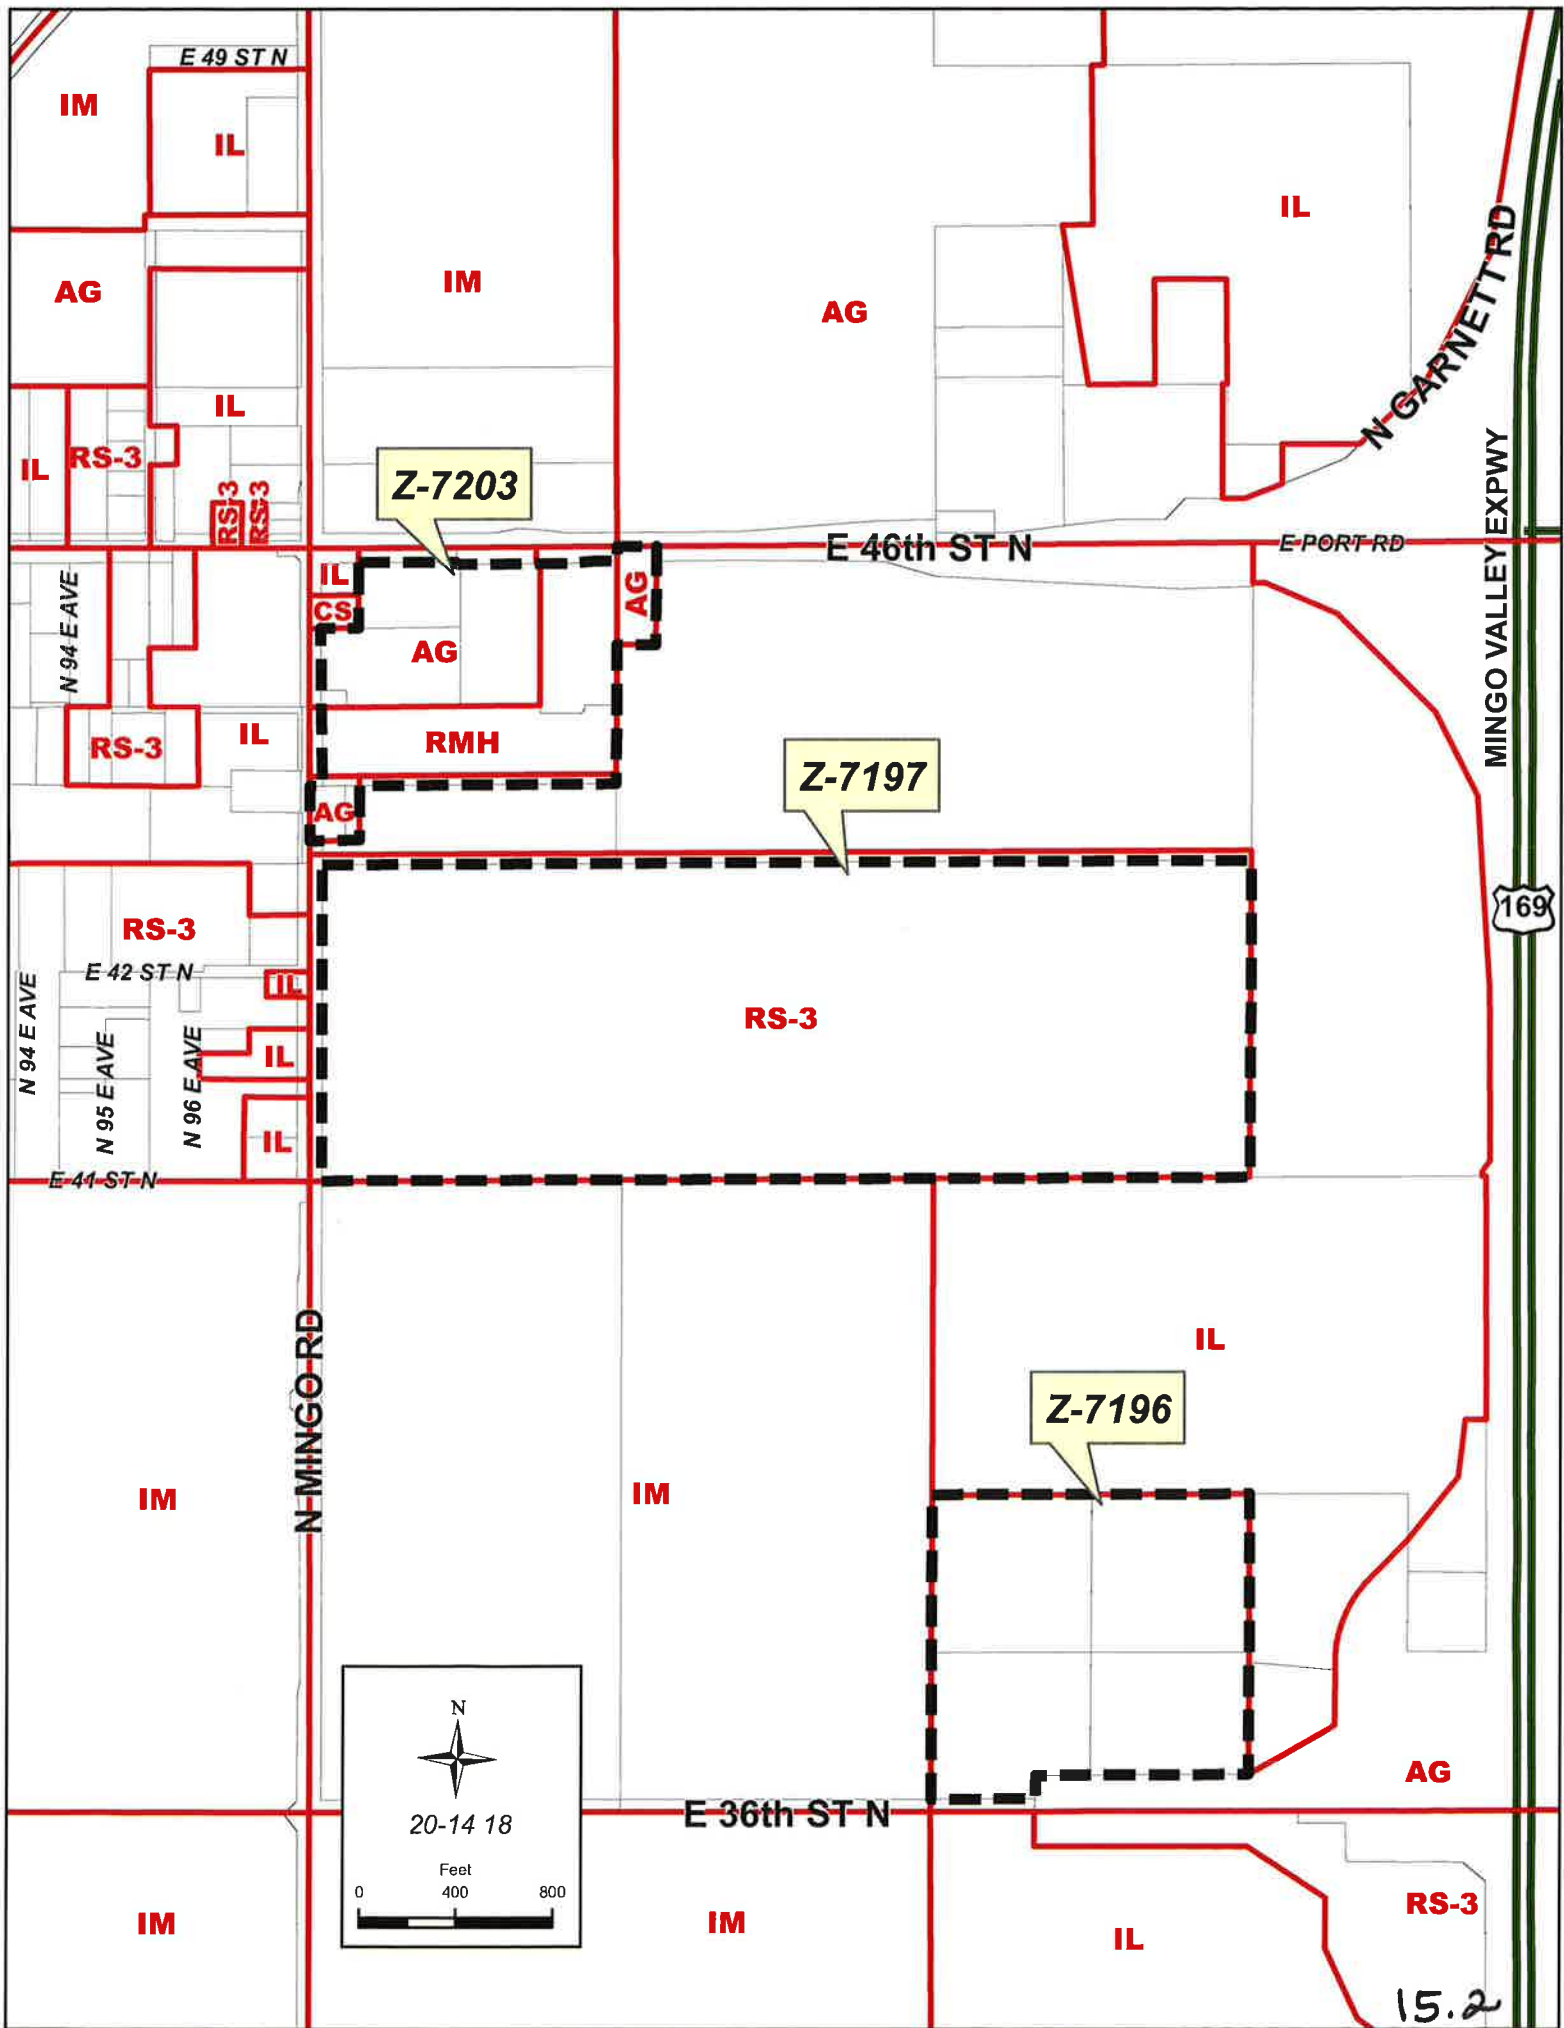 E 49 ST N
IM
IL
IL
N GARNETT RD
AG
IM
AG
IL
RS-3
IL
RS-3
RS-3
Z-7203
MINGO VALLEY EXPWY
E 46th ST N
E PORT RD
N 94 E AVE
IL
CS
AG
AG
RS-3
IL
RMH
Z-7197
AG
169
RS-3
E 42 ST N
IL
N 94 E AVE
N 95 E AVE
N 96 E AVE
IL
RS-3
IL
E 41 ST N
N MINGO RD
IL
Z-7196
IM
IM
N
20-14 18
Feet
0 400 800
AG
E 36th ST N
IM
IM
IL
RS-3
15.2